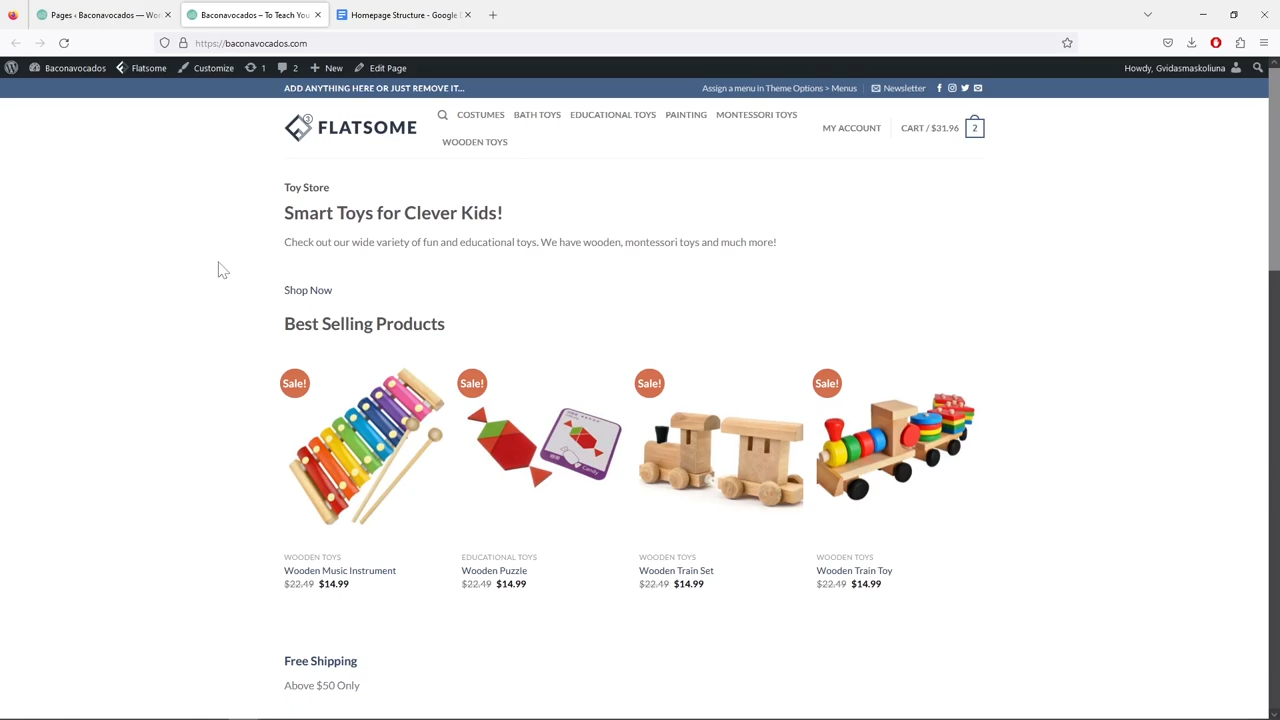 Pages ‹ Baconavocados — Wo
Baconavocados – To Teach You
Homepage Structure - Google
https://baconavocados.com
Baconavocados
Flatsome
Customize
1
2
New
Edit Page
Howdy, Gvidasmaskoliuna
ADD ANYTHING HERE OR JUST REMOVE IT...
Assign a menu in Theme Options > Menus
Newsletter
FLATSOME
3
COSTUMES
BATH TOYS
EDUCATIONAL TOYS
PAINTING
MONTESSORI TOYS
WOODEN TOYS
MY ACCOUNT
CART / $31.96
2
Toy Store
Smart Toys for Clever Kids!
Check out our wide variety of fun and educational toys. We have wooden, montessori toys and much more!
Shop Now
Best Selling Products
Sale!
Sale!
Sale!
Sale!
Candy
WOODEN TOYS
Wooden Music Instrument
$22.49 $14.99
EDUCATIONAL TOYS
Wooden Puzzle
$22.49 $14.99
WOODEN TOYS
Wooden Train Set
$22.49 $14.99
WOODEN TOYS
Wooden Train Toy
$22.49 $14.99
Free Shipping
Above $50 Only